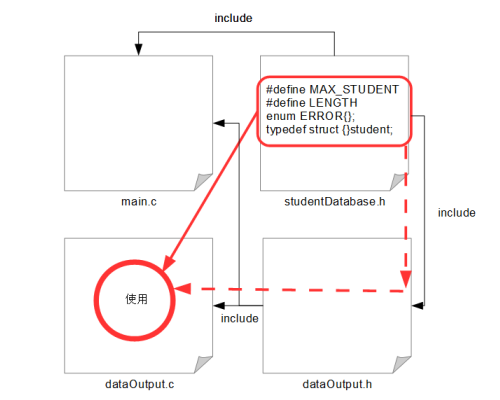 include
#define MAX_STUDENT
#define LENGTH
enum ERROR{};
typedef struct {}student;
main.c
studentDatabase.h
include
使用
include
dataOutput.c
dataOutput.h